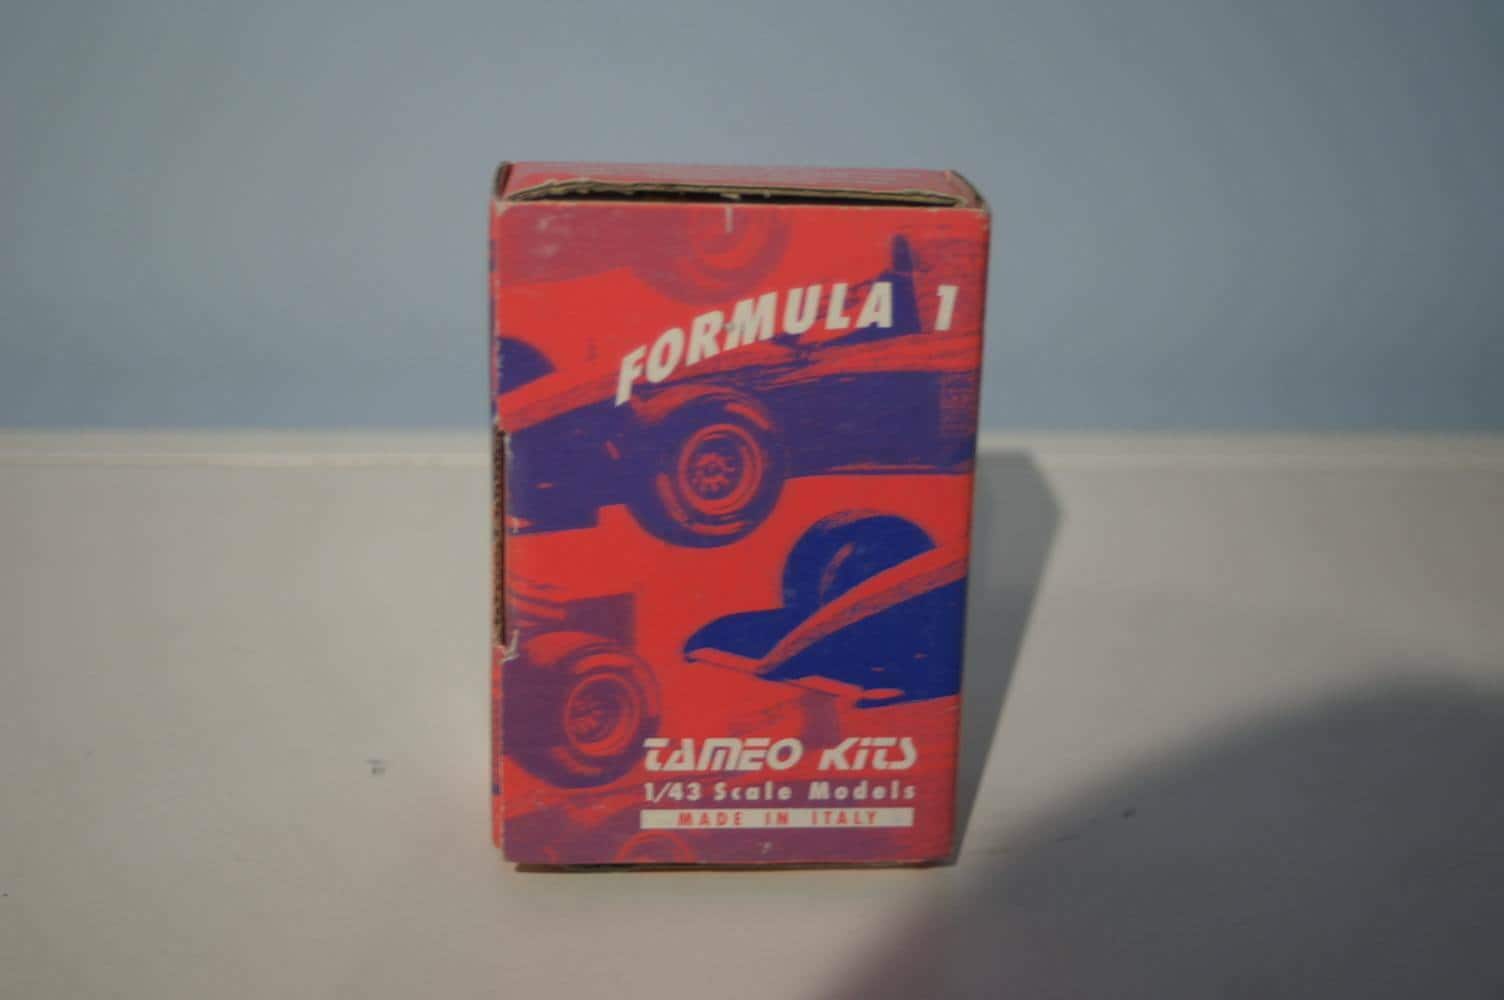 FORMULA 1
TAMEO KITS
1/43 Scale Models
MADE IN ITALY